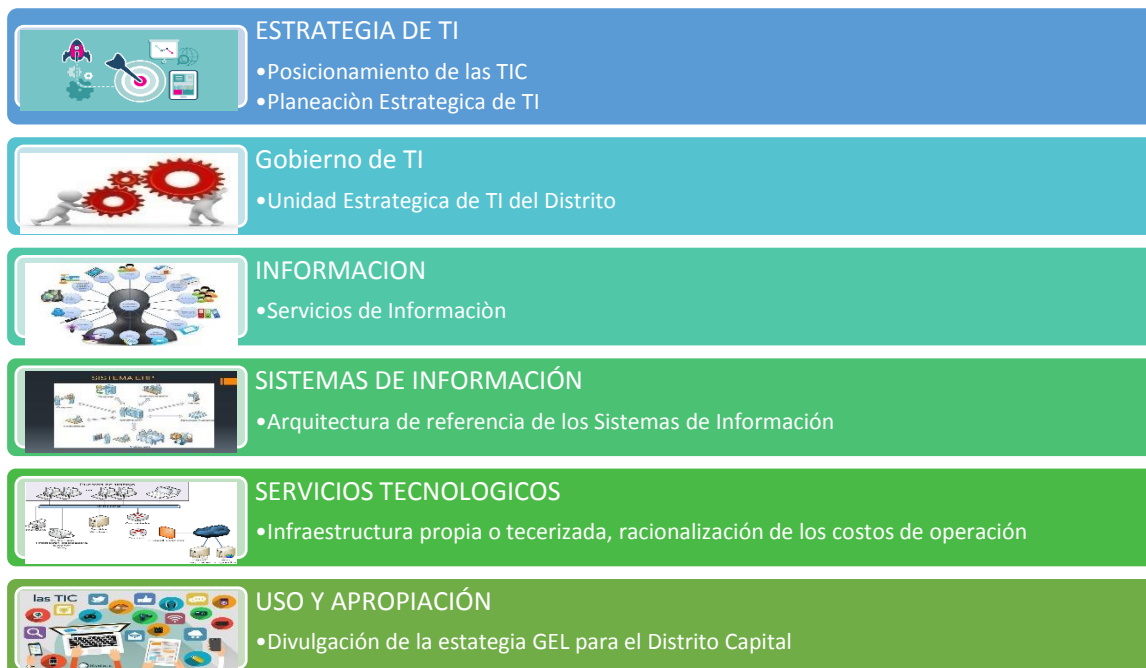 ESTRATEGIA DE TI
•Posicionamiento de las TIC
•Planeaciòn Estrategica de TI
Gobierno de TI
•Unidad Estrategica de TI del Distrito
INFORMACION
•Servicios de Informaciòn
SISTEMA ERP
SISTEMAS DE INFORMACIÓN
•Arquitectura de referencia de los Sistemas de Información
SERVICIOS TECNOLOGICOS
•Infraestructura propia o tecerizada, racionalización de los costos de operación
las TIC
USO Y APROPIACIÓN
•Divulgación de la estategia GEL para el Distrito Capital